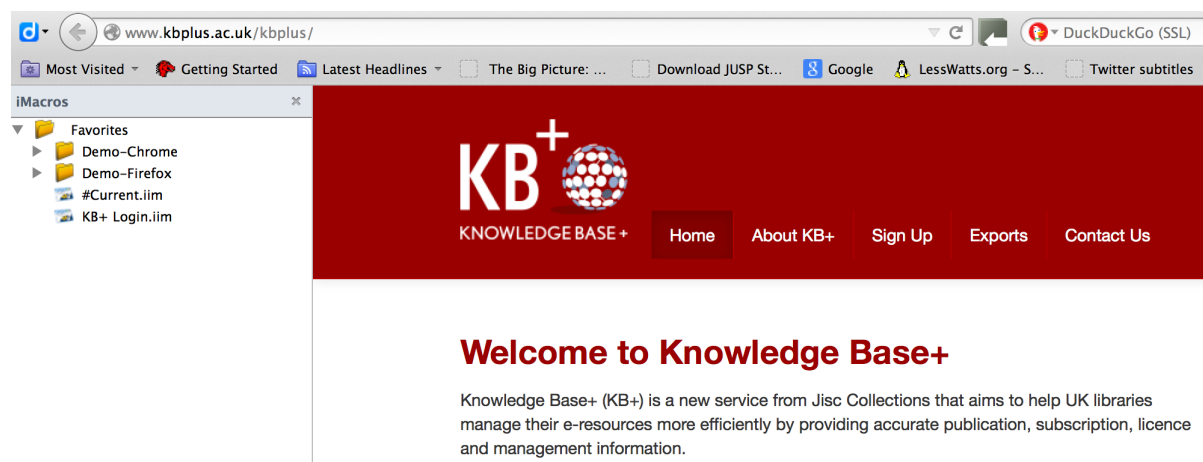 www.kbplus.ac.uk/kbplus/
DuckDuckGo (SSL)
Most Visited
Getting Started
Latest Headlines
The Big Picture: ...
Download JUSP St...
Google
LessWatts.org – S...
Twitter subtitles
iMacros
Favorites
Demo-Chrome
Demo-Firefox
#Current.iim
KB+ Login.iim
KB+
KNOWLEDGE BASE +
Home
About KB+
Sign Up
Exports
Contact Us
Welcome to Knowledge Base+
Knowledge Base+ (KB+) is a new service from Jisc Collections that aims to help UK libraries
manage their e-resources more efficiently by providing accurate publication, subscription, licence
and management information.